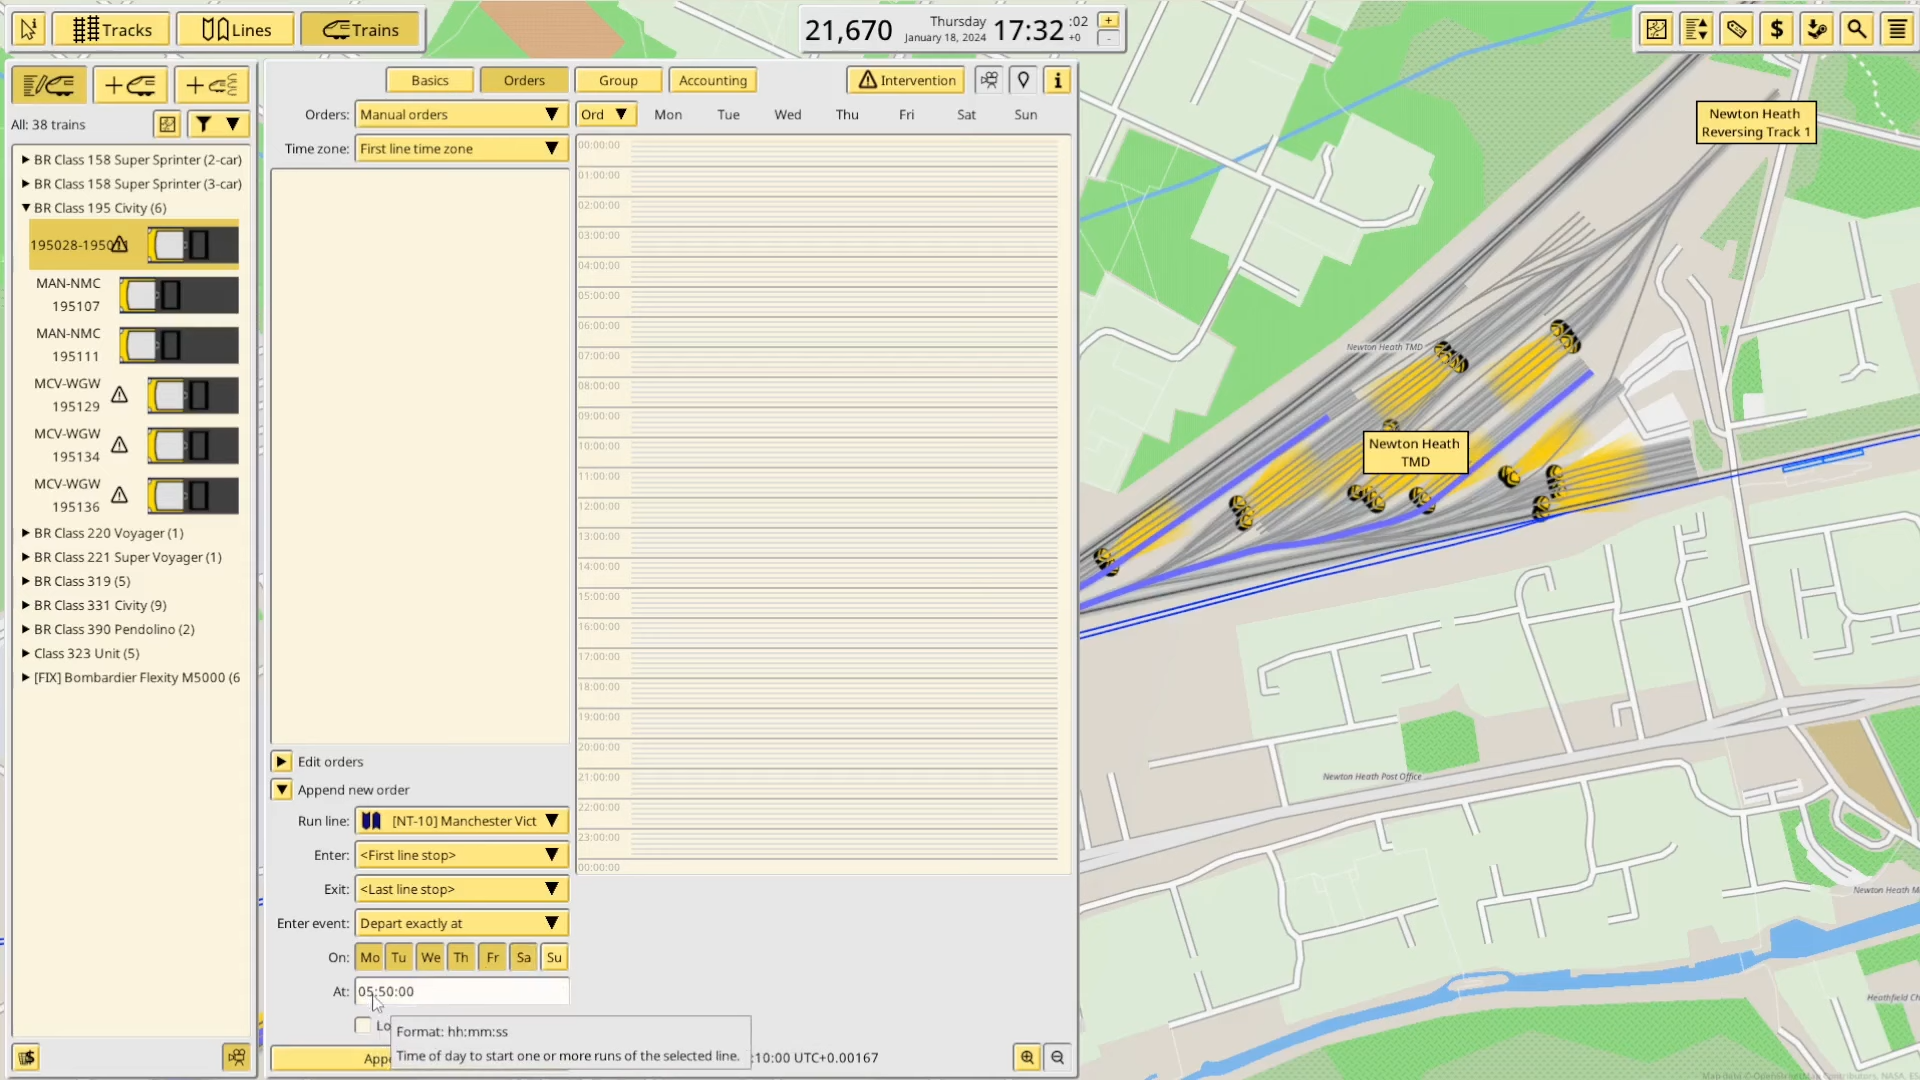 Tracks
Lines
Trains
21,670
Thursday
January 18, 2024
17:32
:02
+0
+
-
$
All: 38 trains
BR Class 158 Super Sprinter (2-car)
BR Class 158 Super Sprinter (3-car)
BR Class 195 Civity (6)
195028-1950
MAN-NMC
195107
MAN-NMC
195111
MCV-WGW
195129
MCV-WGW
195134
MCV-WGW
195136
BR Class 220 Voyager (1)
BR Class 221 Super Voyager (1)
BR Class 319 (5)
BR Class 331 Civity (9)
BR Class 390 Pendolino (2)
Class 323 Unit (5)
[FIX] Bombardier Flexity M5000 (6
Basics
Orders
Group
Accounting
Intervention
Orders: Manual orders
Time zone: First line time zone
Ord
Mon Tue Wed Thu Fri Sat Sun
00:00:00
01:00:00
02:00:00
03:00:00
04:00:00
05:00:00
06:00:00
07:00:00
08:00:00
09:00:00
10:00:00
11:00:00
12:00:00
13:00:00
14:00:00
15:00:00
16:00:00
17:00:00
18:00:00
19:00:00
20:00:00
21:00:00
22:00:00
23:00:00
00:00:00
Edit orders
Append new order
Run line: [NT-10] Manchester Vict
Enter: <First line stop>
Exit: <Last line stop>
Enter event: Depart exactly at
On: Mo Tu We Th Fr Sa Su
At: 05:50:00
Lo
Format: hh:mm:ss
Time of day to start one or more runs of the selected line.
Appe
:10:00 UTC+0.00167
Newton Heath
Reversing Track 1
Newton Heath TMD
Newton Heath
TMD
Newton Heath Post Office
Newton Heath M
Heathfield Ch
Map data © OpenStreetMap Contributors, NASA, ES